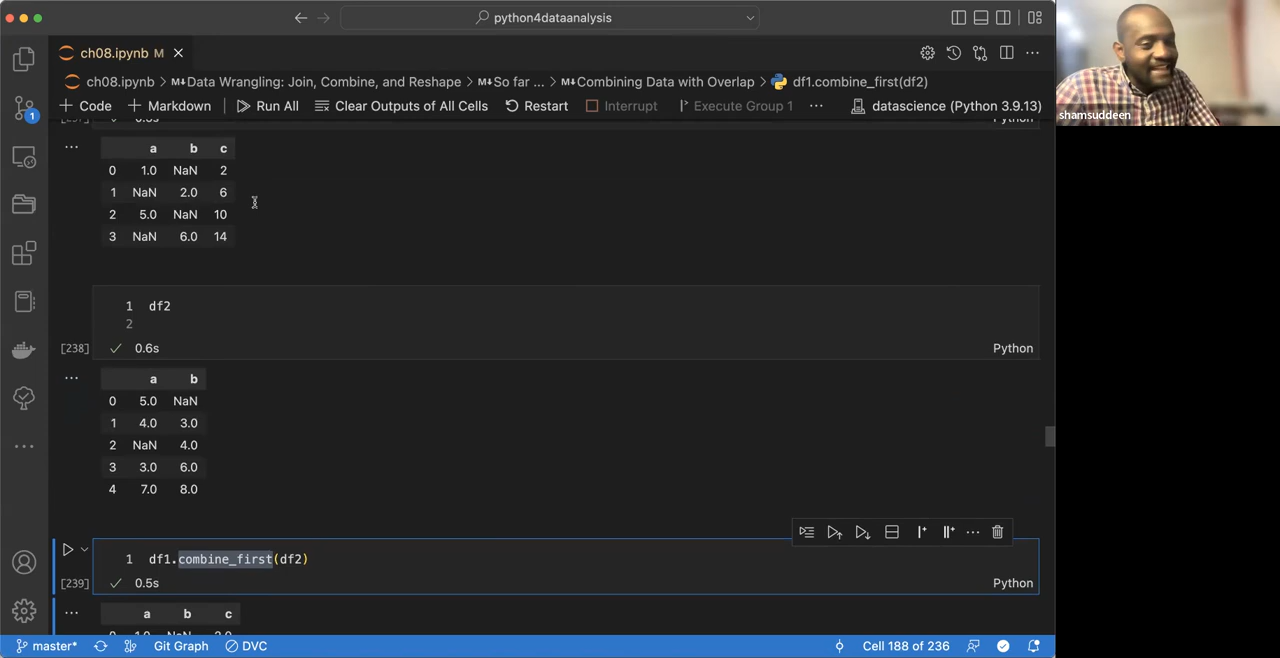 python4dataanalysis
ch08.ipynb M
ch08.ipynb > M↓Data Wrangling: Join, Combine, and Reshape > M↓So far ... > M↓Combining Data with Overlap > df1.combine_first(df2)
+ Code + Markdown Run All Clear Outputs of All Cells Restart Interrupt Execute Group 1 ... datascience (Python 3.9.13)
a b c
0 1.0 NaN 2
1 NaN 2.0 6
2 5.0 NaN 10
3 NaN 6.0 14
1 df2
2
[238] 0.6s Python
a b
0 5.0 NaN
1 4.0 3.0
2 NaN 4.0
3 3.0 6.0
4 7.0 8.0
1 df1.combine_first(df2)
[239] 0.5s Python
a b c
master* Git Graph DVC Cell 188 of 236
1
shamsuddeen